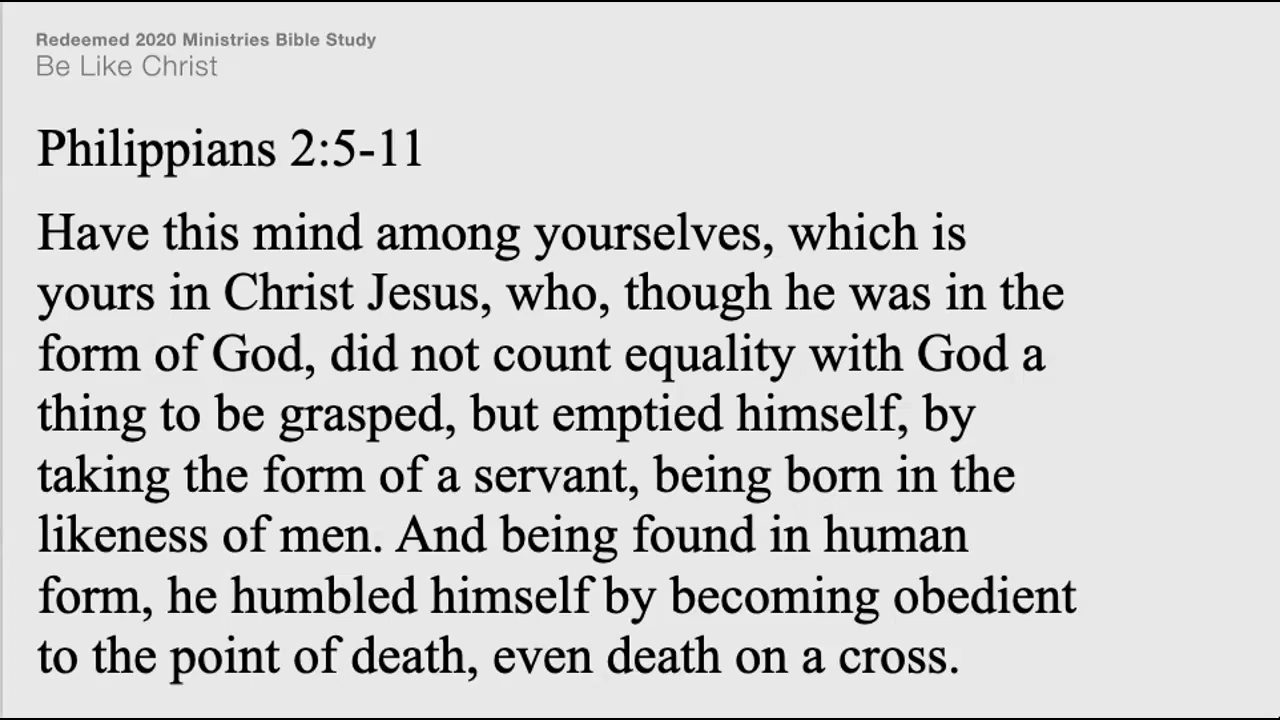 Redeemed 2020 Ministries Bible Study
Be Like Christ
Philippians 2:5-11
Have this mind among yourselves, which is
yours in Christ Jesus, who, though he was in the
form of God, did not count equality with God a
thing to be grasped, but emptied himself, by
taking the form of a servant, being born in the
likeness of men. And being found in human
form, he humbled himself by becoming obedient
to the point of death, even death on a cross.